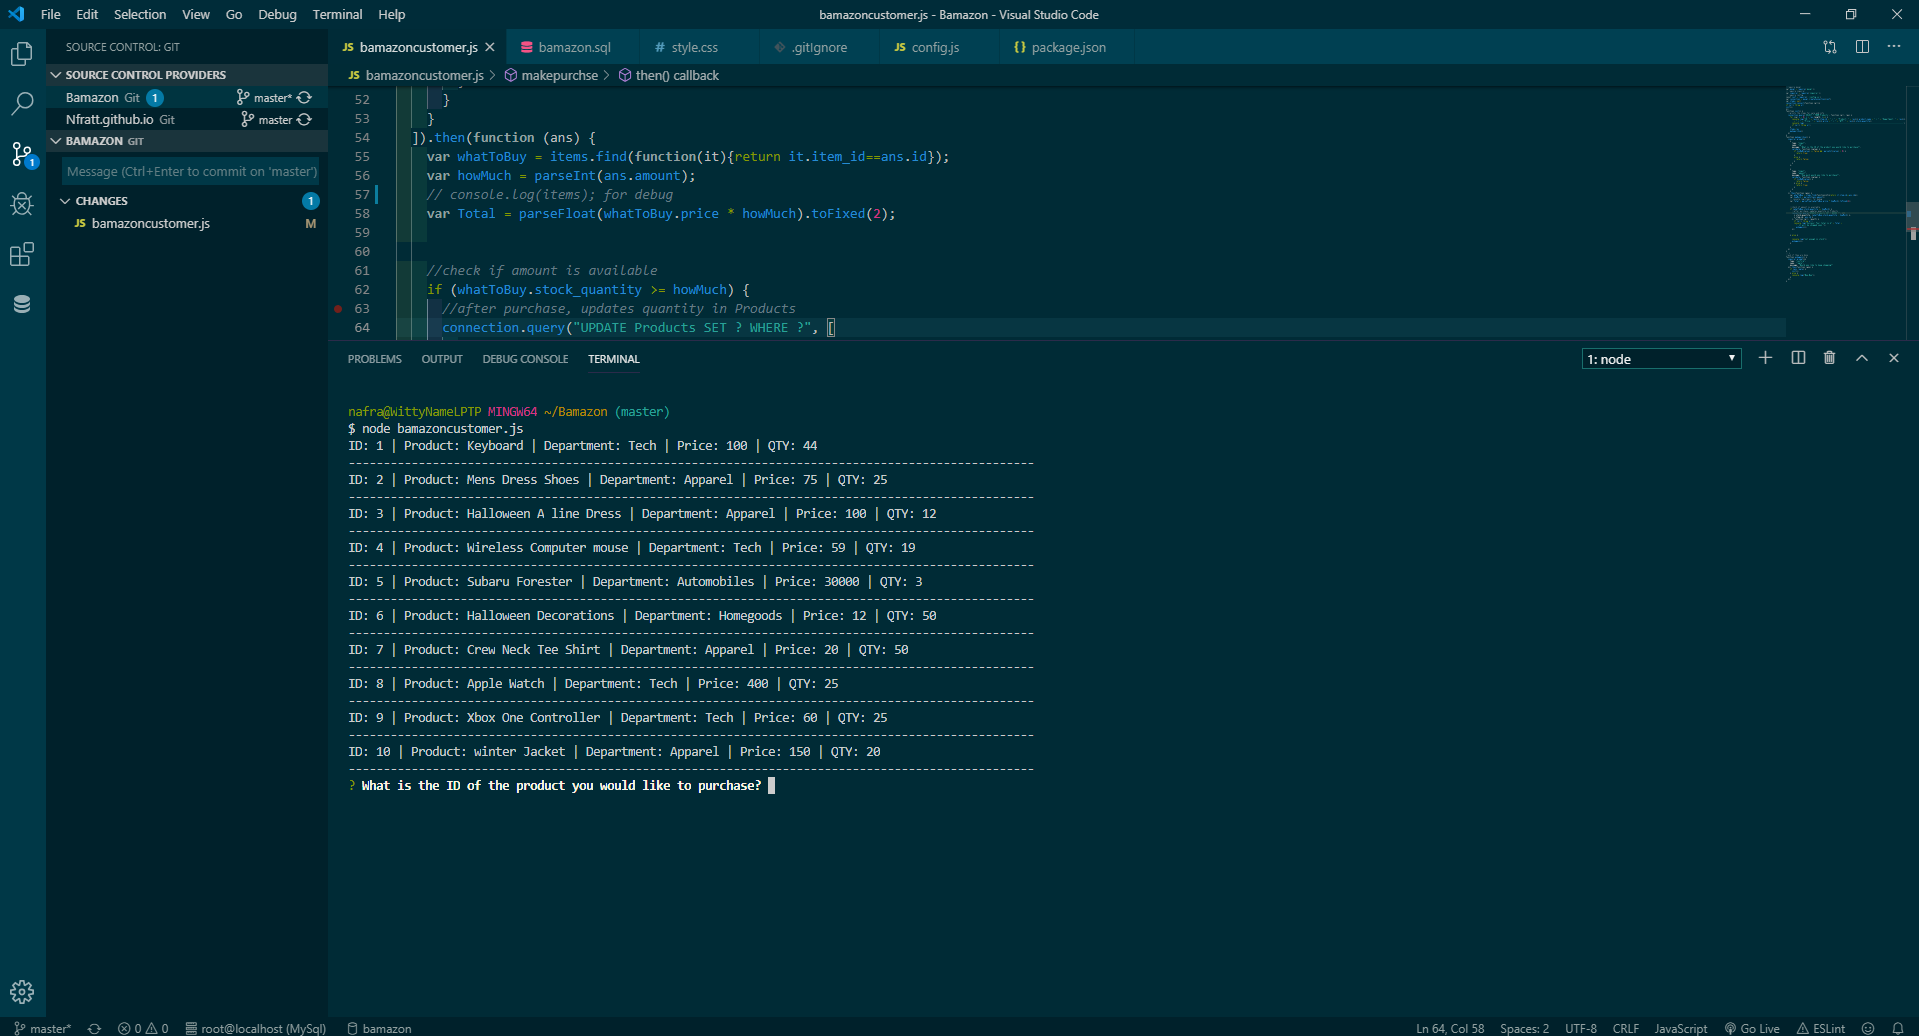 File Edit Selection View Go Debug Terminal Help
bamazoncustomer.js - Bamazon - Visual Studio Code
SOURCE CONTROL: GIT
SOURCE CONTROL PROVIDERS
Bamazon Git 1 master*
Nfratt.github.io Git master
BAMAZON GIT
Message (Ctrl+Enter to commit on 'master')
CHANGES 1
JS bamazoncustomer.js M
1
JS bamazoncustomer.js bamazon.sql # style.css .gitIgnore JS config.js {} package.json
JS bamazoncustomer.js > makepurchse > then() callback
52 }
53 }
54 ]).then(function (ans) {
55 var whatToBuy = items.find(function(it){return it.item_id==ans.id});
56 var howMuch = parseInt(ans.amount);
57 // console.log(items); for debug
58 var Total = parseFloat(whatToBuy.price * howMuch).toFixed(2);
59
60
61 //check if amount is available
62 if (whatToBuy.stock_quantity >= howMuch) {
63 //after purchase, updates quantity in Products
64 connection.query("UPDATE Products SET ? WHERE ?", [
PROBLEMS OUTPUT DEBUG CONSOLE TERMINAL
1: node
nafra@WittyNameLPTP MINGW64 ~/Bamazon (master)
$ node bamazoncustomer.js
ID: 1 | Product: Keyboard | Department: Tech | Price: 100 | QTY: 44
--------------------------------------------------------------------------------------------------
ID: 2 | Product: Mens Dress Shoes | Department: Apparel | Price: 75 | QTY: 25
--------------------------------------------------------------------------------------------------
ID: 3 | Product: Halloween A line Dress | Department: Apparel | Price: 100 | QTY: 12
--------------------------------------------------------------------------------------------------
ID: 4 | Product: Wireless Computer mouse | Department: Tech | Price: 59 | QTY: 19
--------------------------------------------------------------------------------------------------
ID: 5 | Product: Subaru Forester | Department: Automobiles | Price: 30000 | QTY: 3
--------------------------------------------------------------------------------------------------
ID: 6 | Product: Halloween Decorations | Department: Homegoods | Price: 12 | QTY: 50
--------------------------------------------------------------------------------------------------
ID: 7 | Product: Crew Neck Tee Shirt | Department: Apparel | Price: 20 | QTY: 50
--------------------------------------------------------------------------------------------------
ID: 8 | Product: Apple Watch | Department: Tech | Price: 400 | QTY: 25
--------------------------------------------------------------------------------------------------
ID: 9 | Product: Xbox One Controller | Department: Tech | Price: 60 | QTY: 25
--------------------------------------------------------------------------------------------------
ID: 10 | Product: winter Jacket | Department: Apparel | Price: 150 | QTY: 20
--------------------------------------------------------------------------------------------------
? What is the ID of the product you would like to purchase?
master* 0 0 root@localhost (MySql) bamazon
Ln 64, Col 58 Spaces: 2 UTF-8 CRLF JavaScript Go Live ESLint